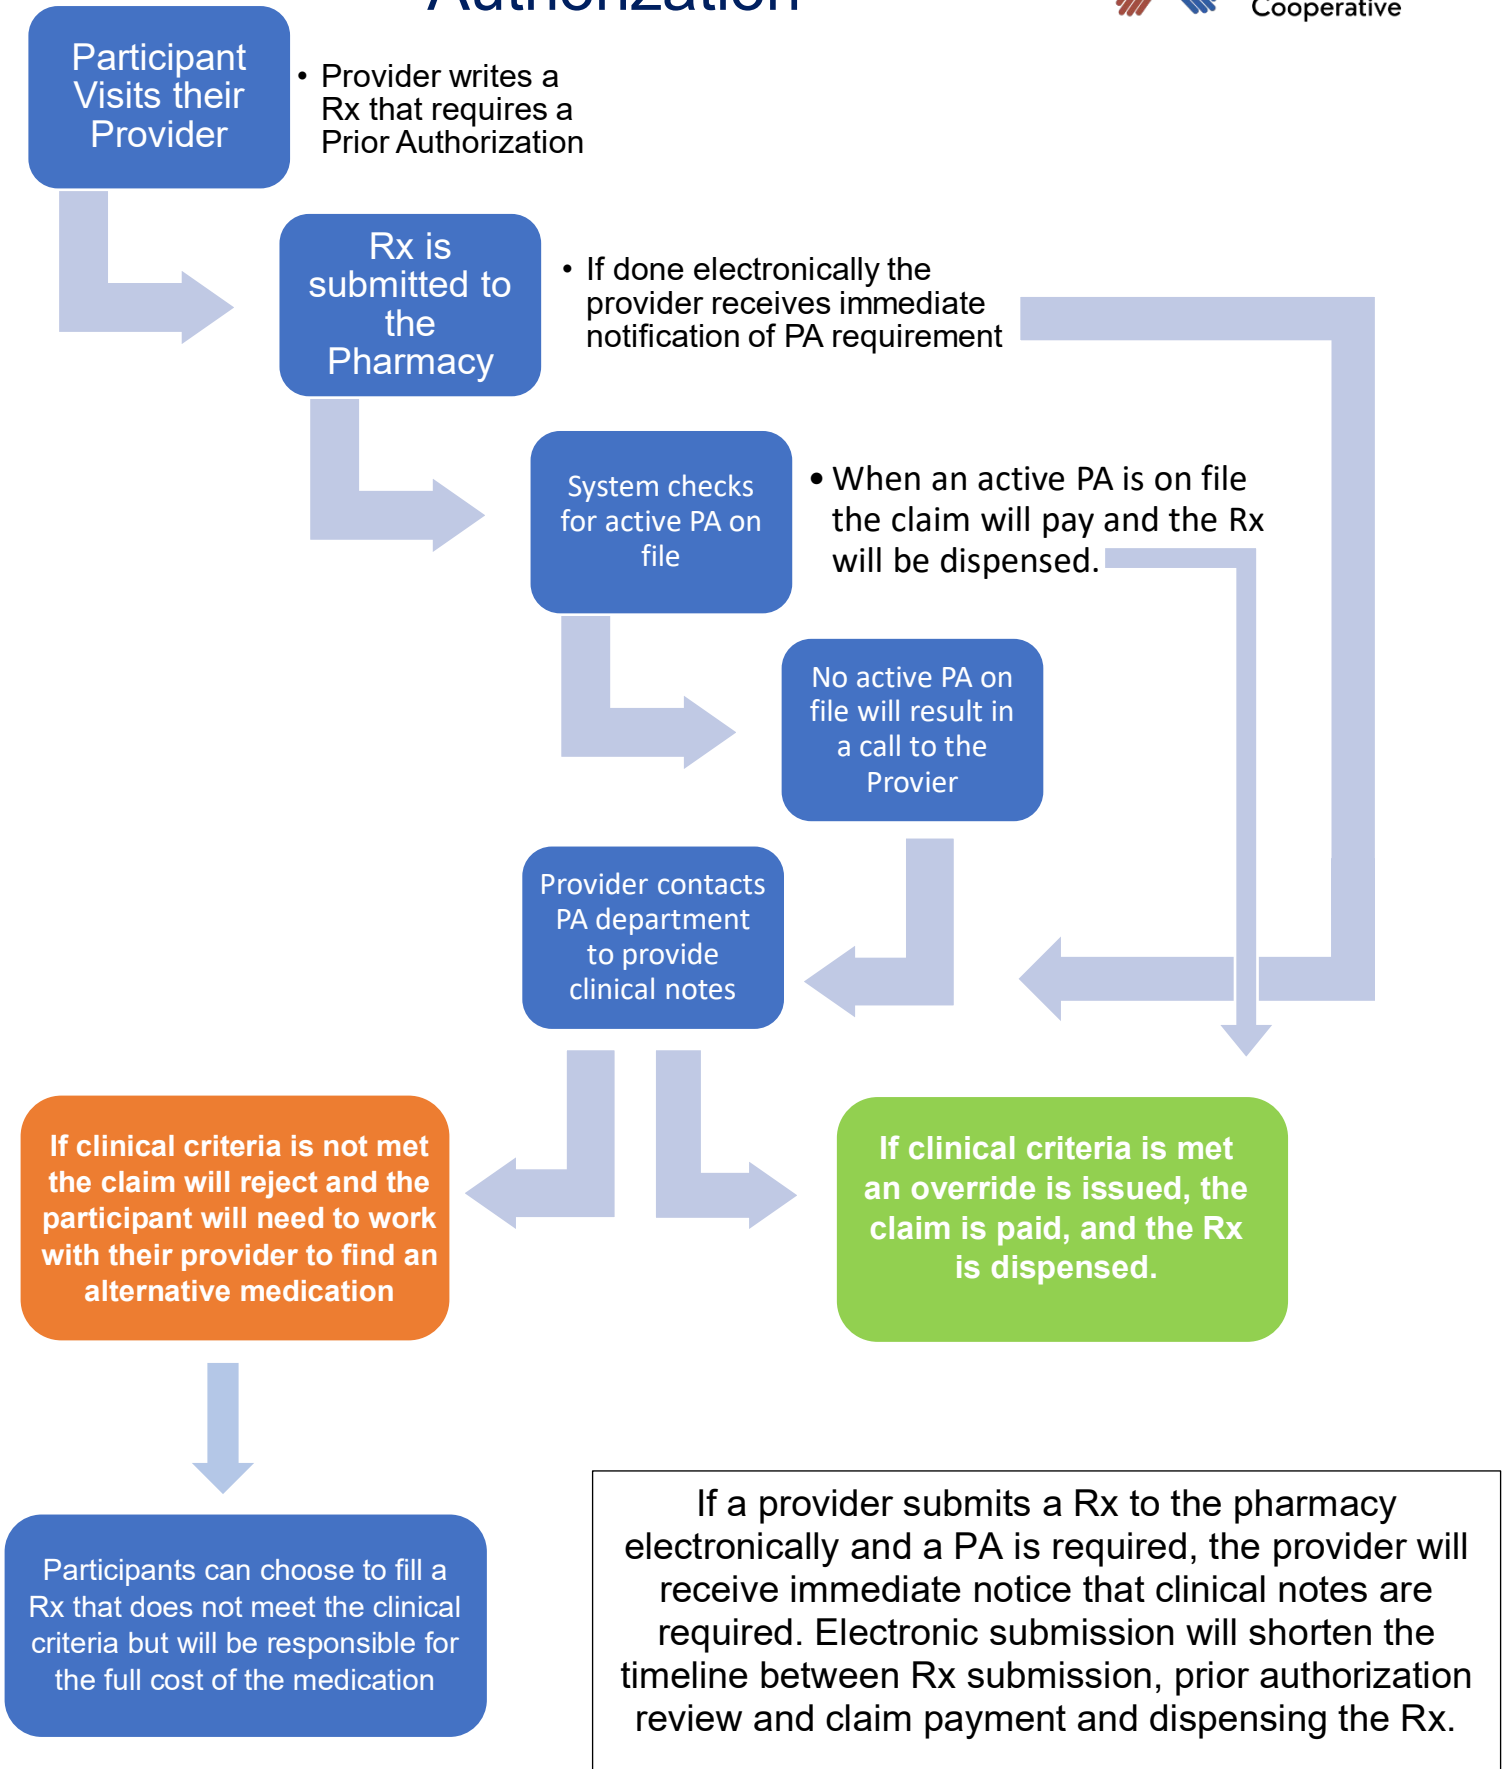 Authorization
Cooperative
Participant
Visits their
Provider
• Provider writes a
Rx that requires a
Prior Authorization
Rx is
submitted to
the
Pharmacy
• If done electronically the
provider receives immediate
notification of PA requirement
System checks
for active PA on
file
• When an active PA is on file
the claim will pay and the Rx
will be dispensed.
No active PA on
file will result in
a call to the
Provier
Provider contacts
PA department
to provide
clinical notes
If clinical criteria is not met
the claim will reject and the
participant will need to work
with their provider to find an
alternative medication
If clinical criteria is met
an override is issued, the
claim is paid, and the Rx
is dispensed.
Participants can choose to fill a
Rx that does not meet the clinical
criteria but will be responsible for
the full cost of the medication
If a provider submits a Rx to the pharmacy
electronically and a PA is required, the provider will
receive immediate notice that clinical notes are
required. Electronic submission will shorten the
timeline between Rx submission, prior authorization
review and claim payment and dispensing the Rx.